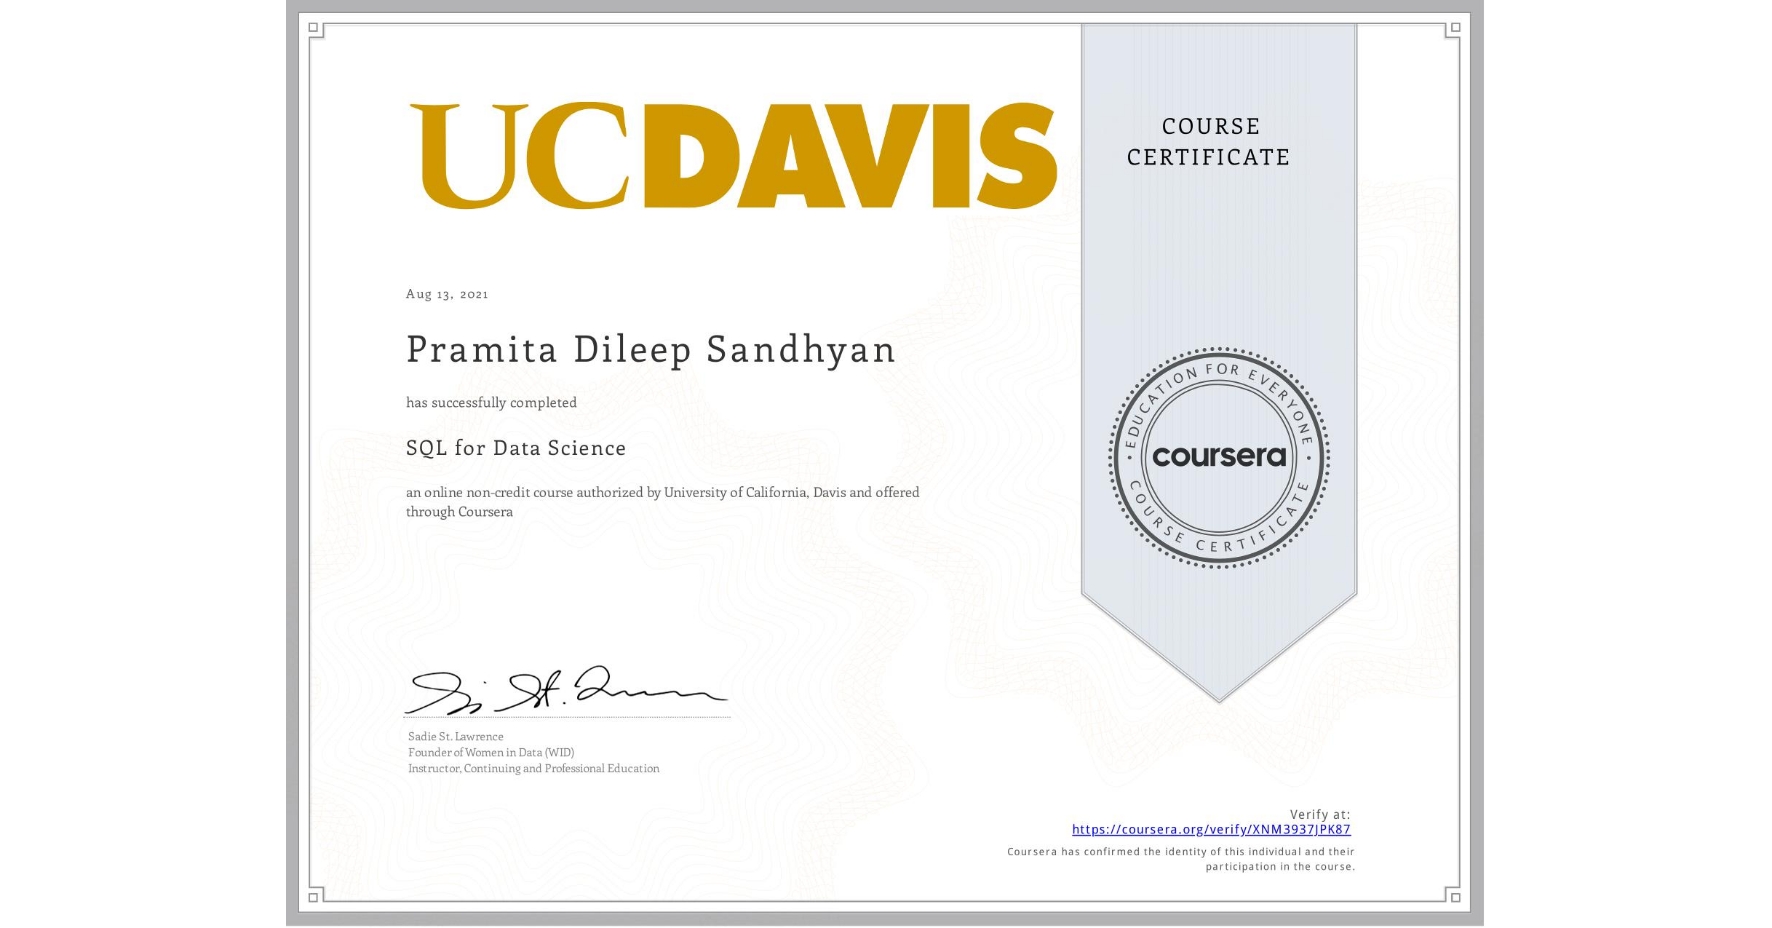 UCDAVIS
COURSE
CERTIFICATE
Aug 13, 2021
Pramita Dileep Sandhyan
has successfully completed
SQL for Data Science
an online non-credit course authorized by University of California, Davis and offered
through Coursera
EDUCATION FOR EVERYONE
coursera
COURSE CERTIFICATE
Sadie St. Lawrence
Founder of Women in Data (WID)
Instructor, Continuing and Professional Education
Verify at:
https://coursera.org/verify/XNM3937JPK87
Coursera has confirmed the identity of this individual and their
participation in the course.